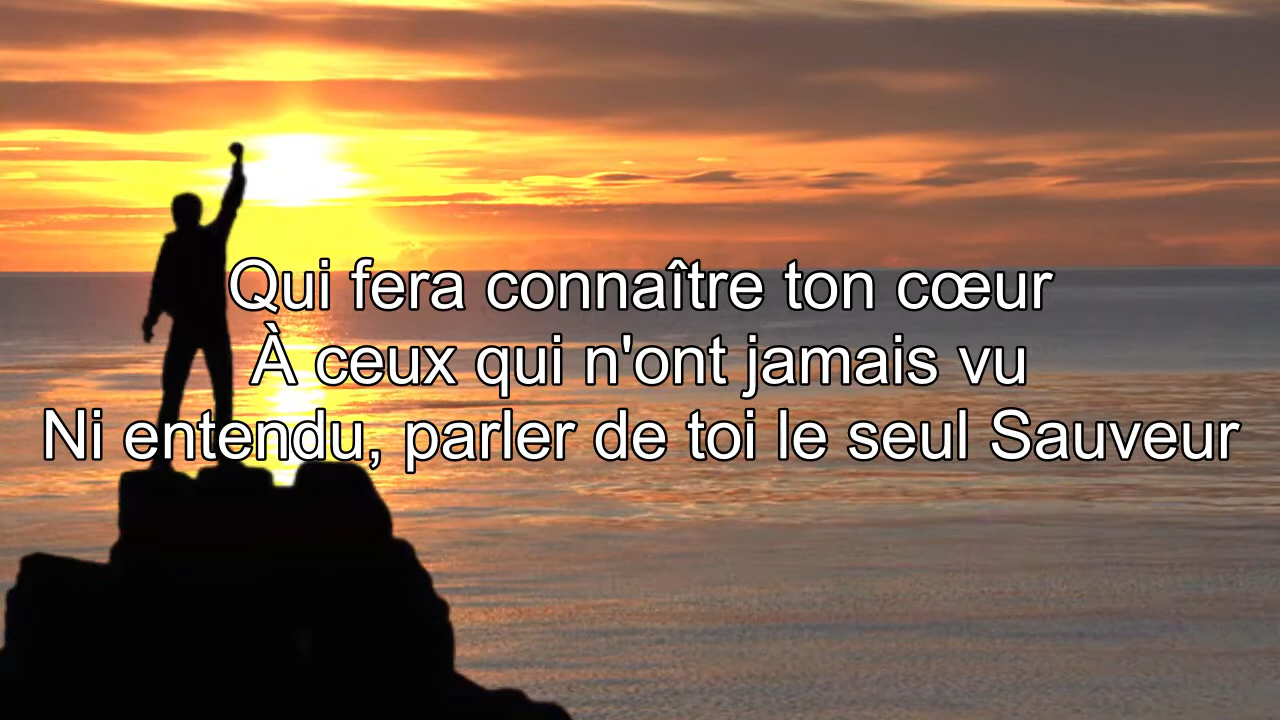 Qui fera connaître ton cœur
À ceux qui n'ont jamais vu
Ni entendu, parler de toi le seul Sauveur